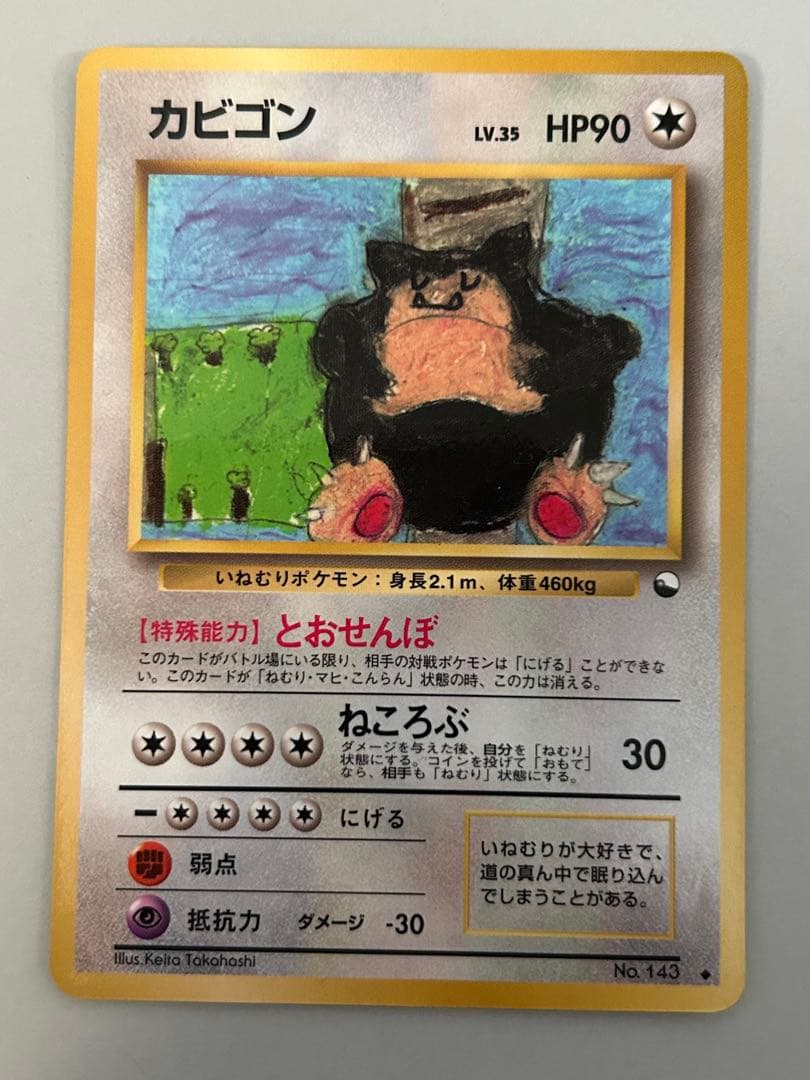 カビゴン LV.35 HP90
いねむりポケモン：身長2.1m、体重460kg
【特殊能力】とおせんぼ
このカードがバトル場にいる限り、相手の対戦ポケモンは「にげる」ことができな
い。このカードが「ねむり・マヒ・こんらん」状態の時、この力は消える。
ねころぶ
ダメージを与えた後、自分を「ねむり」
状態にする。コインを投げて「おもて」
なら、相手も「ねむり」状態にする。
30
にげる
弱点
抵抗力 ダメージ -30
いねむりが大好きで、
道の真ん中で眠り込ん
でしまうことがある。
Illus.Keita Takahashi
No. 143